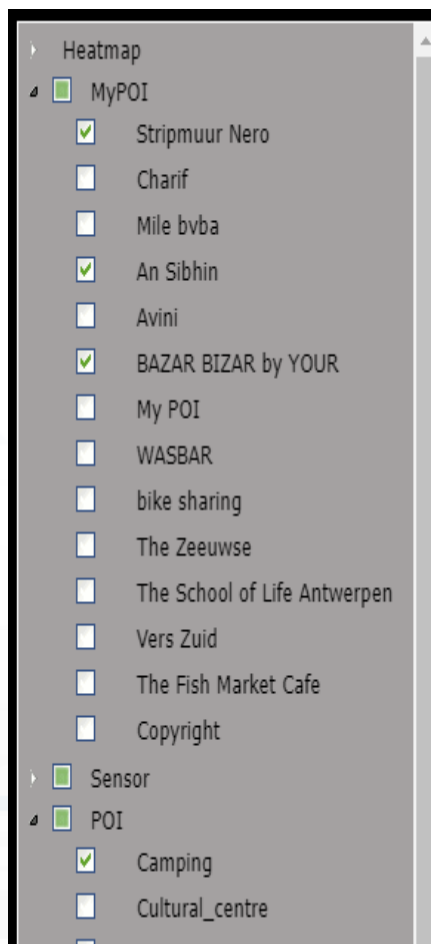 Heatmap
MyPOI
Stripmuur Nero
Charif
Mile bvba
An Sibhin
Avini
BAZAR BIZAR by YOUR
My POI
WASBAR
bike sharing
The Zeeuwse
The School of Life Antwerpen
Vers Zuid
The Fish Market Cafe
Copyright
Sensor
POI
Camping
Cultural_centre